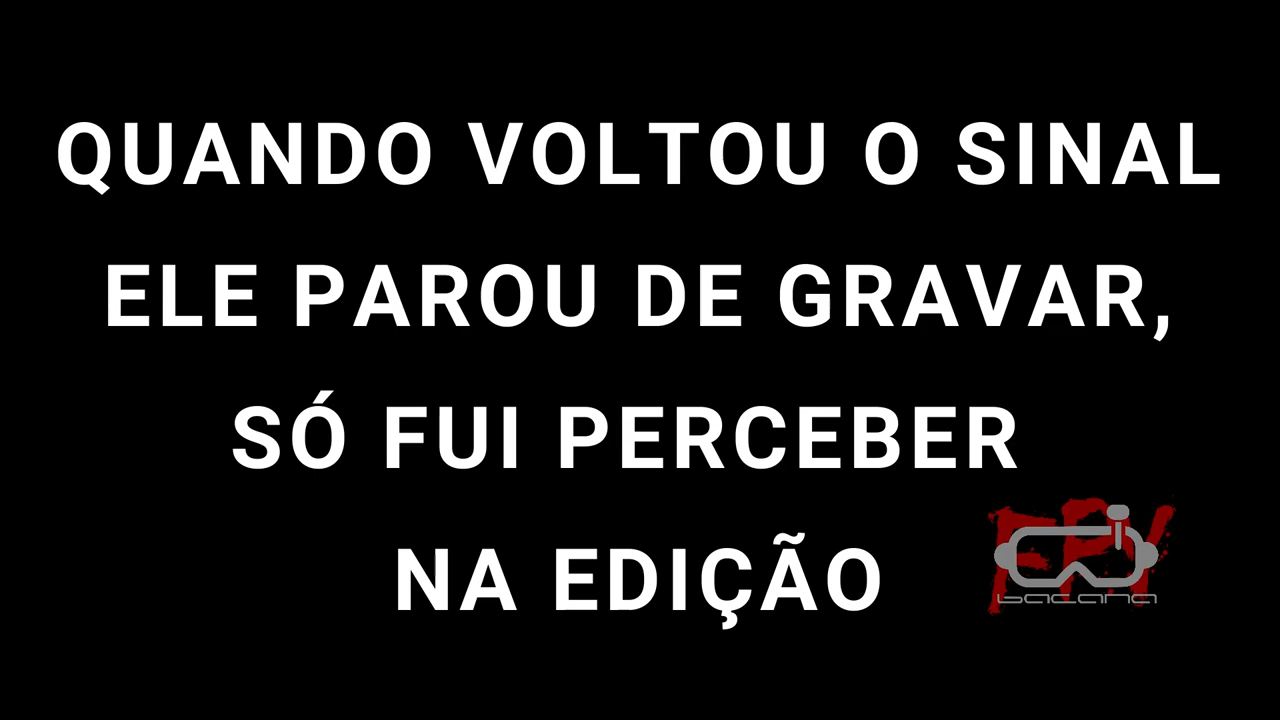 QUANDO VOLTOU O SINAL
ELE PAROU DE GRAVAR,
SÓ FUI PERCEBER
NA EDIÇÃO
FPV
bacana